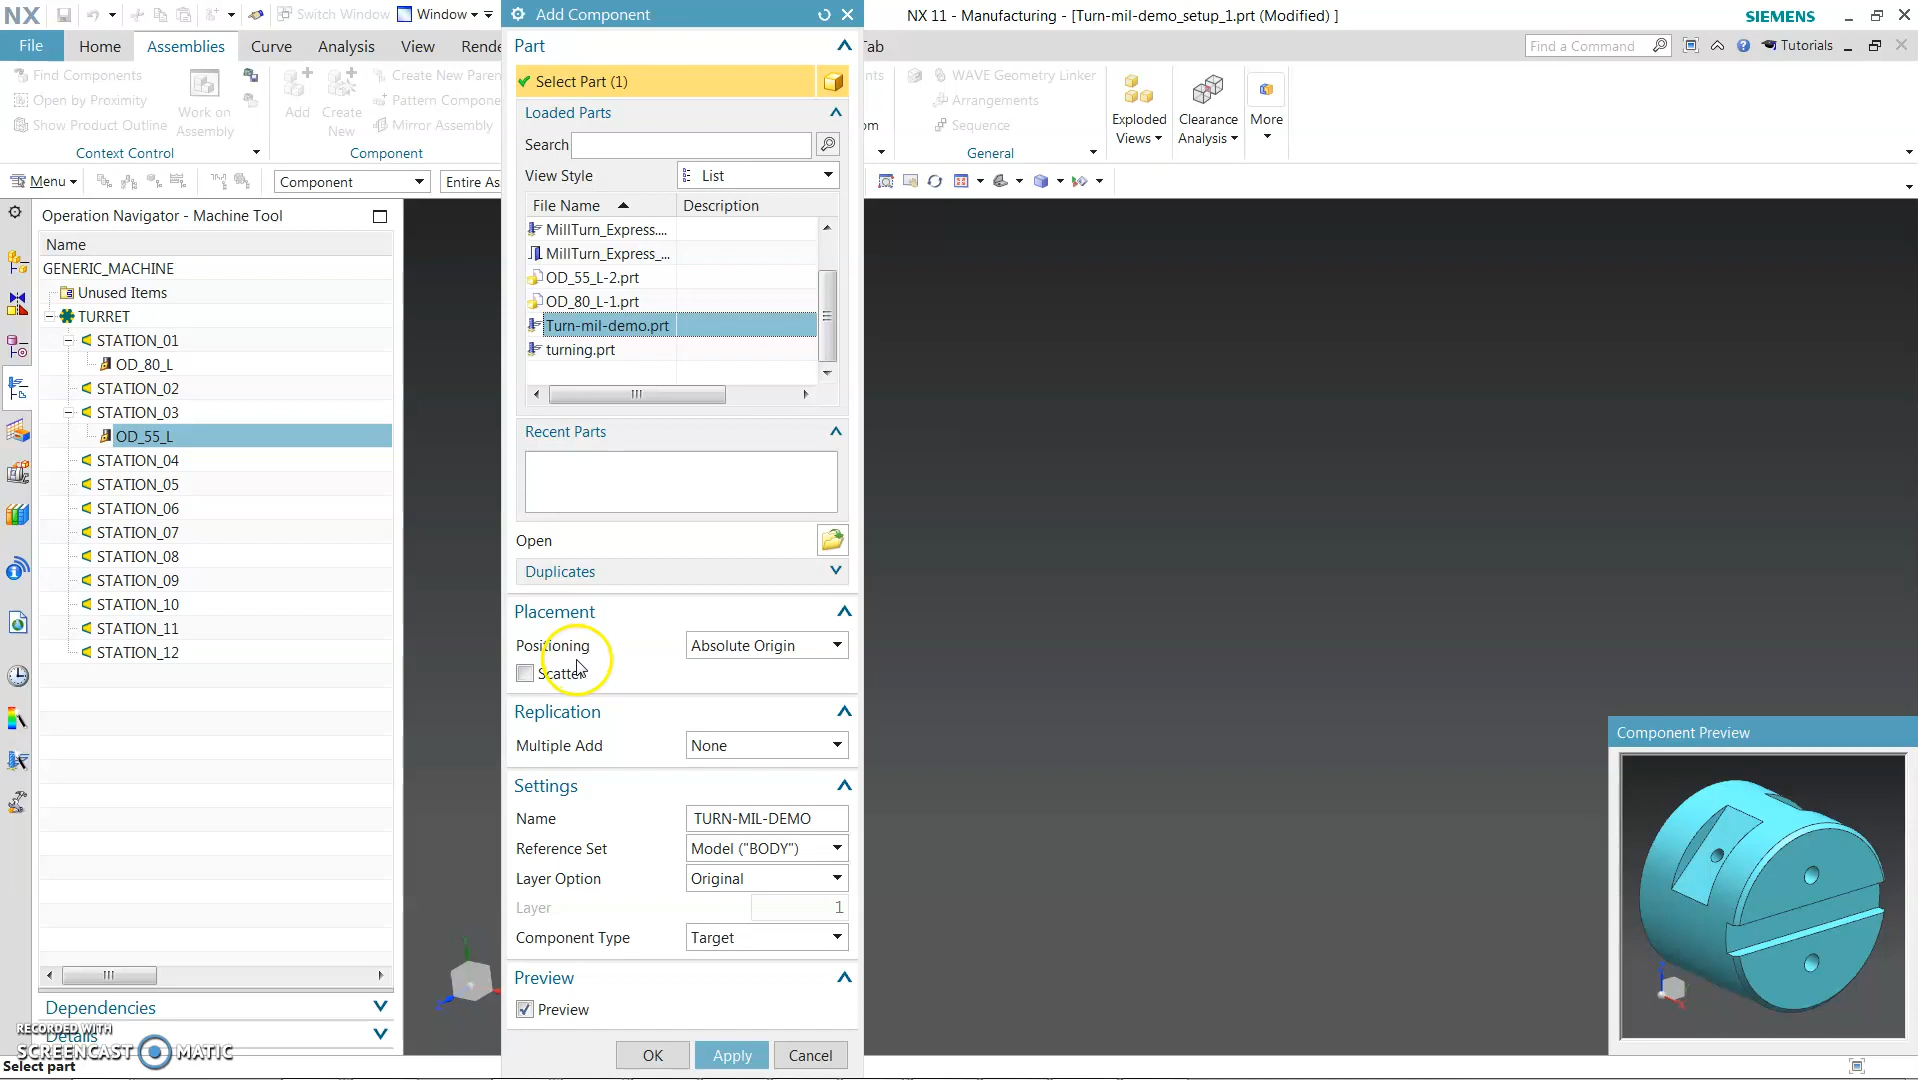 NX
Switch Window
Window
Add Component
NX 11 - Manufacturing - [Turn-mil-demo_setup_1.prt (Modified) ]
SIEMENS
File
Home
Assemblies
Curve
Analysis
View
Rende
Part
ab
Find a Command
Tutorials
Find Components
Open by Proximity
Show Product Outline
Work on
Assembly
Add
Create
New
Create New Paren
Pattern Compone
Mirror Assembly
Select Part (1)
ents
om
WAVE Geometry Linker
Arrangements
Sequence
Exploded
Views
Clearance
Analysis
More
Context Control
Component
General
Loaded Parts
Search
View Style
List
Menu
Component
Entire As
File Name
Description
MillTurn_Express....
MillTurn_Express_...
OD_55_L-2.prt
OD_80_L-1.prt
Turn-mil-demo.prt
turning.prt
Operation Navigator - Machine Tool
Name
GENERIC_MACHINE
Unused Items
TURRET
STATION_01
OD_80_L
STATION_02
STATION_03
OD_55_L
STATION_04
STATION_05
STATION_06
STATION_07
STATION_08
STATION_09
STATION_10
STATION_11
STATION_12
Recent Parts
Open
Duplicates
Placement
Positioning
Absolute Origin
Scatter
Replication
Multiple Add
None
Settings
Name
TURN-MIL-DEMO
Reference Set
Model ("BODY")
Layer Option
Original
Layer
1
Component Type
Target
Preview
Preview
OK
Apply
Cancel
Component Preview
Dependencies
Details
RECORDED WITH
SCREENCAST MATIC
Select part